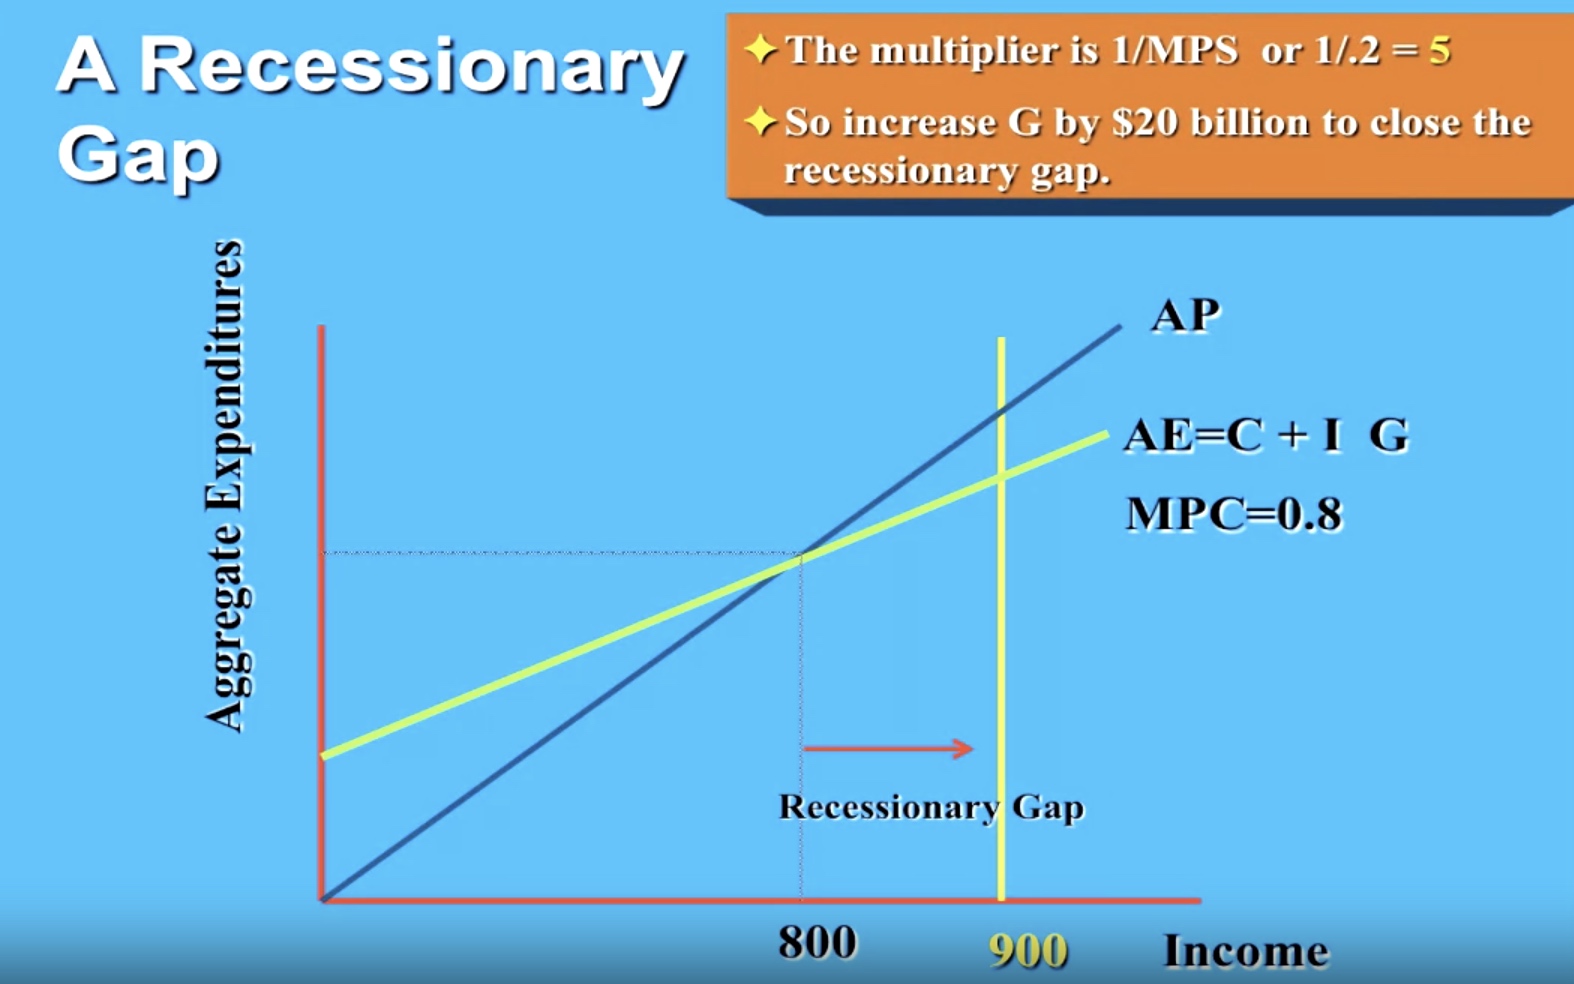 A Recessionary
Gap
The multiplier is 1/MPS or 1/.2 = 5
So increase G by $20 billion to close the
recessionary gap.
Aggregate Expenditures
AP
AE=C + I G
MPC=0.8
Recessionary Gap
800
900
Income